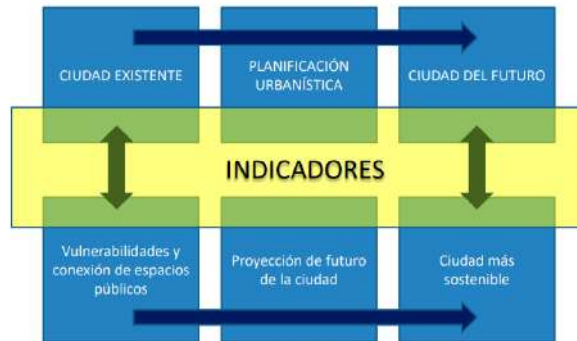 CIUDAD EXISTENTE
PLANIFICACIÓN
URBANÍSTICA
CIUDAD DEL FUTURO
INDICADORES
Vulnerabilidades y
conexión de espacios
públicos
Proyección de futuro
de la ciudad
Ciudad más
sostenible